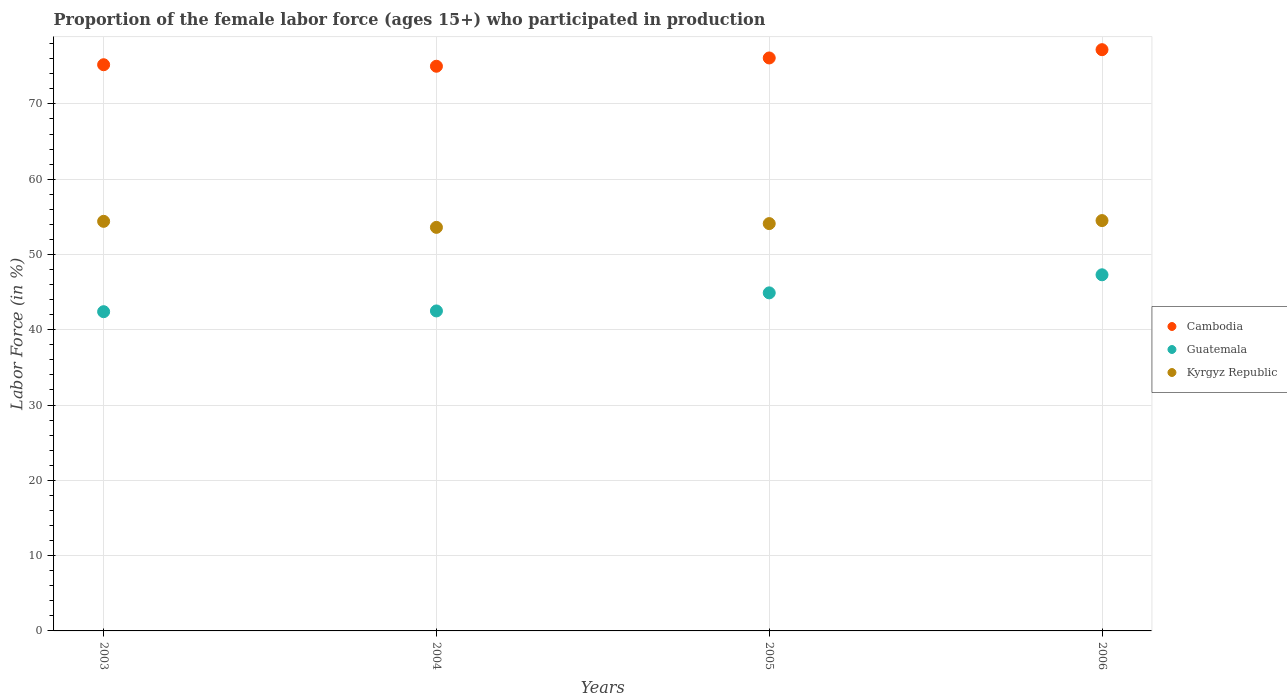 Proportion of the female labor force (ages 15+) who participated in production
Labor Force (in %)
70
60
50
40
30
20
10
0
2003
2004
2005
2006
Years
Cambodia
Guatemala
Kyrgyz Republic